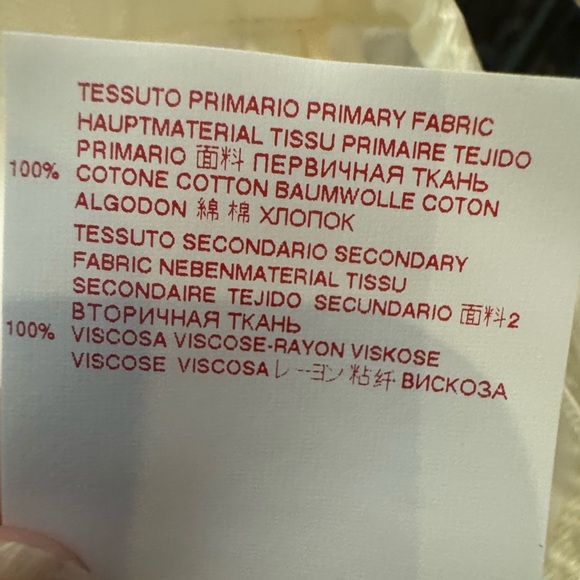 TESSUTO PRIMARIO PRIMARY FABRIC
HAUPTMATERIAL TISSU PRIMAIRE TEJIDO
PRIMARIO 面料 ПЕРВИЧНАЯ ТКАНЬ
100% COTONE COTTON BAUMWOLLE COTON
ALGODON 綿 棉 ХЛОПОК
TESSUTO SECONDARIO SECONDARY
FABRIC NEBENMATERIAL TISSU
SECONDAIRE TEJIDO SECUNDARIO 面料2
ВТОРИЧНАЯ ТКАНЬ
100% VISCOSA VISCOSE-RAYON VISKOSE
VISCOSE VISCOSA レーヨン 粘纤 ВИСКОЗА